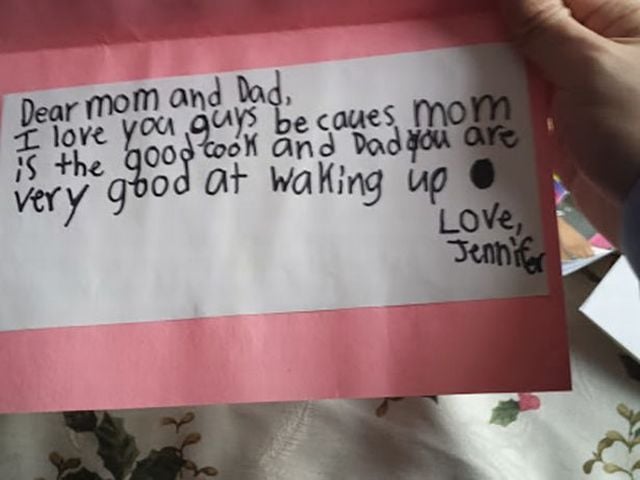 Dear mom and Dad,
I love you guys be caues mom
is the good cook and Dad you are
very good at waking up
Love,
Jennifer